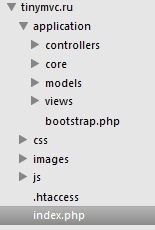 tinymvc.ru
application
controllers
core
models
views
bootstrap.php
css
images
js
.htaccess
index.php